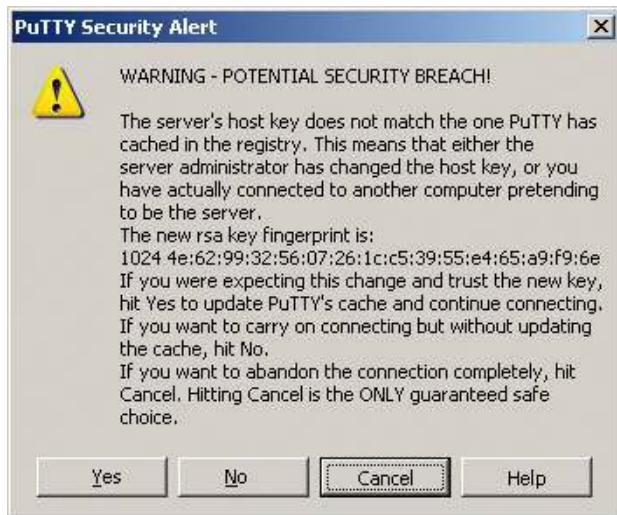 PuTTY Security Alert
WARNING - POTENTIAL SECURITY BREACH!
The server's host key does not match the one PuTTY has
cached in the registry. This means that either the
server administrator has changed the host key, or you
have actually connected to another computer pretending
to be the server.
The new rsa key fingerprint is:
1024 4e:62:99:32:56:07:26:1c:c5:39:55:e4:65:a9:f9:6e
If you were expecting this change and trust the new key,
hit Yes to update PuTTY's cache and continue connecting.
If you want to carry on connecting but without updating
the cache, hit No.
If you want to abandon the connection completely, hit
Cancel. Hitting Cancel is the ONLY guaranteed safe
choice.
Yes No Cancel Help